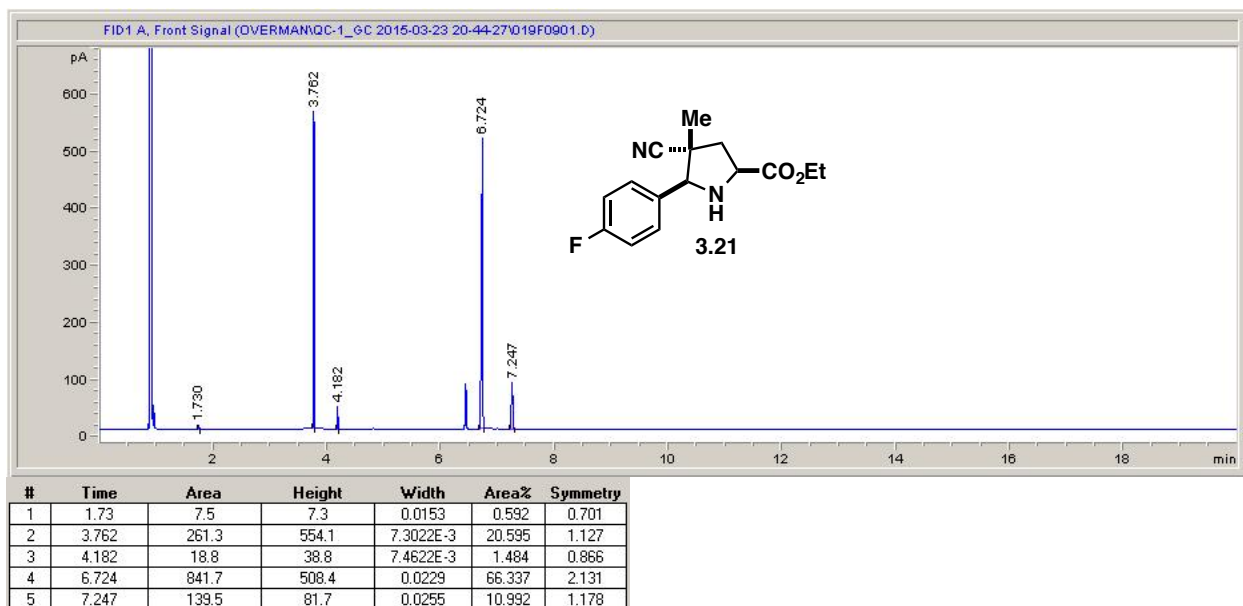 FID1 A, Front Signal (OVERMAN\QC-1_GC 2015-03-23 20-44-27\019F0901.D)
pA
600
500
400
300
200
100
0
1.730
3.762
4.182
6.724
7.247
2
4
6
8
10
12
14
16
18
min
Me
NC
CO2Et
N
H
F
3.21
# Time Area Height Width Area% Symmetry
1 1.73 7.5 7.3 0.0153 0.592 0.701
2 3.762 261.3 554.1 7.3022E-3 20.595 1.127
3 4.182 18.8 38.8 7.4622E-3 1.484 0.866
4 6.724 841.7 508.4 0.0229 66.337 2.131
5 7.247 139.5 81.7 0.0255 10.992 1.178